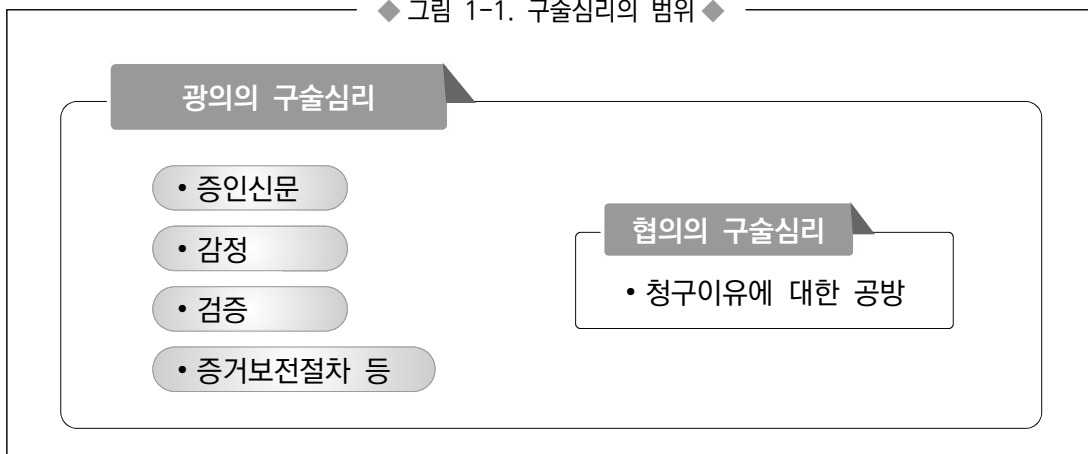 ◆ 그림 1-1. 구술심리의 범위 ◆
광의의 구술심리
• 증인신문
• 감정
• 검증
• 증거보전절차 등
협의의 구술심리
• 청구이유에 대한 공방